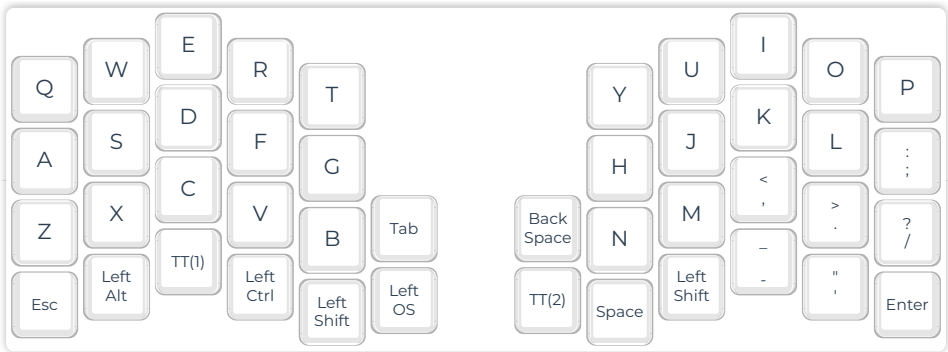 Q W E R T Y U I O P
A S D F G H J K L :
;
Z X C V B Tab Back
Space N M <
, >
. ?
/
Esc Left
Alt TT(1) Left
Ctrl Left
Shift Left
OS TT(2) Space Left
Shift _
- "
' Enter